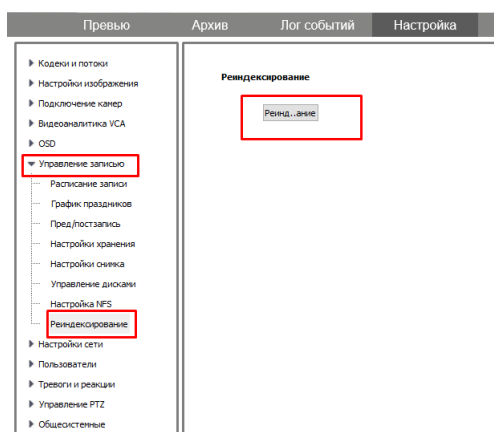 Превью Архив Лог событий Настройка
Кодеки и потоки
Настройки изображения
Подключение камер
Видеоаналитика VCA
OSD
Управление записью
Расписание записи
График праздников
Пред/постзапись
Настройки хранения
Настройки снимка
Управление дисками
Настройка NFS
Реиндексирование
Настройки сети
Пользователи
Тревоги и реакции
Управление PTZ
Общесистемные
Реиндексирование
Реинд..ание